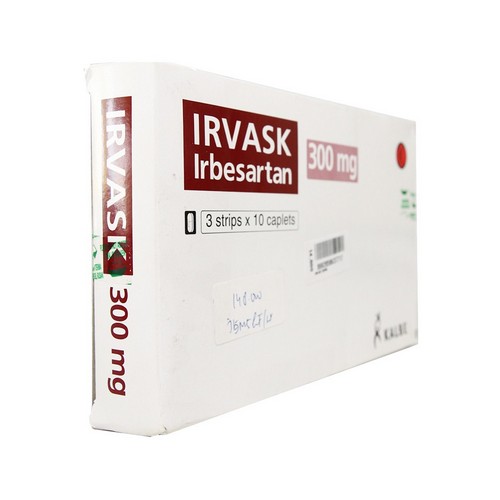 IRVASK
300 mg
IRVASK
Irbesartan
300 mg
3 strips x 10 caplets
KALBE